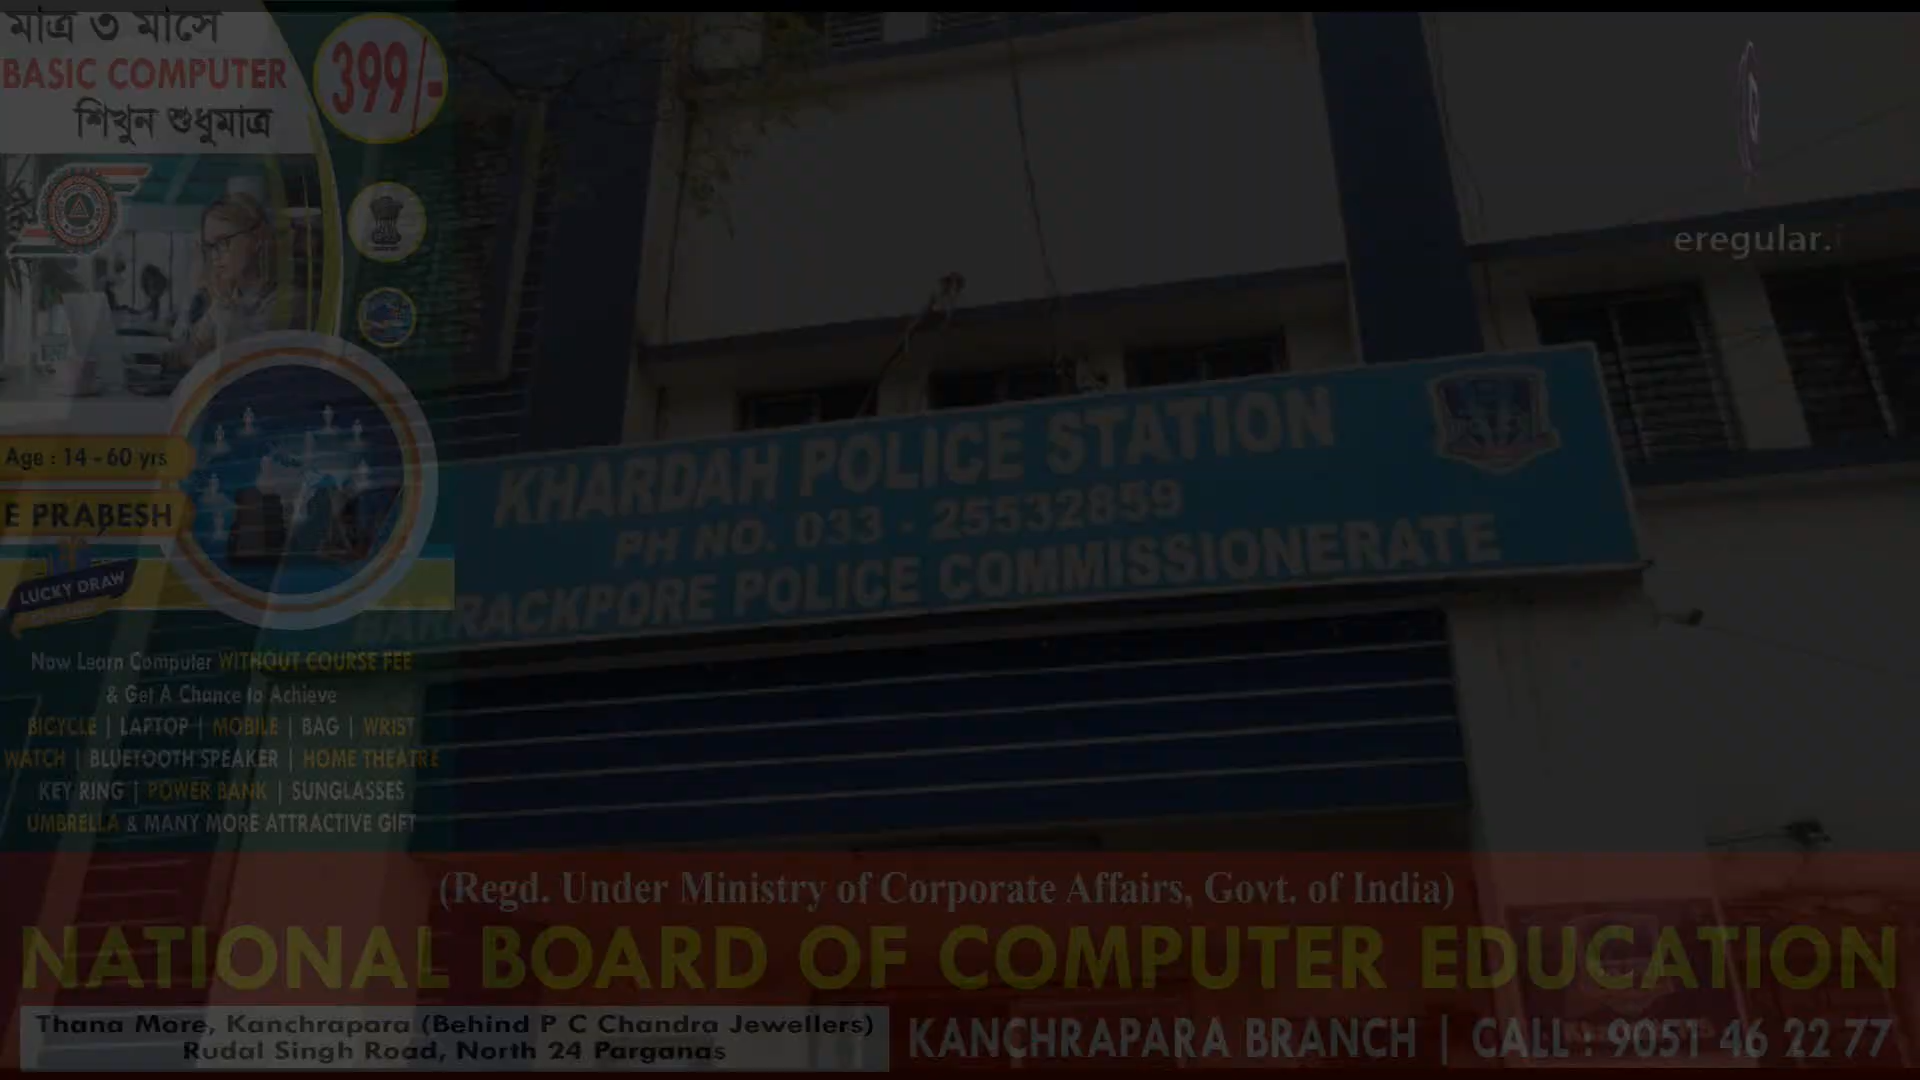 মাত্র ৩ মাসে
BASIC COMPUTER
শিখুন শুধুমাত্র
399/-
eregular.
Age : 14 - 60 yrs
E PRABESH
LUCKY DRAW
Now Learn Computer WITHOUT COURSE FEE
& Get A Chance to Achieve
BICYCLE | LAPTOP | MOBILE | BAG | WRIST
WATCH | BLUETOOTH SPEAKER | HOME THEATRE
KEY RING | POWER BANK | SUNGLASSES
UMBRELLA & MANY MORE ATTRACTIVE GIFT
KHARDAH POLICE STATION
PH NO. 033 - 25532859
BARRACKPORE POLICE COMMISSIONERATE
(Regd. Under Ministry of Corporate Affairs, Govt. of India)
NATIONAL BOARD OF COMPUTER EDUCATION
Thana More, Kanchrapara (Behind P C Chandra Jewellers)
Rudal Singh Road, North 24 Parganas
KANCHRAPARA BRANCH | CALL : 9051 46 22 77